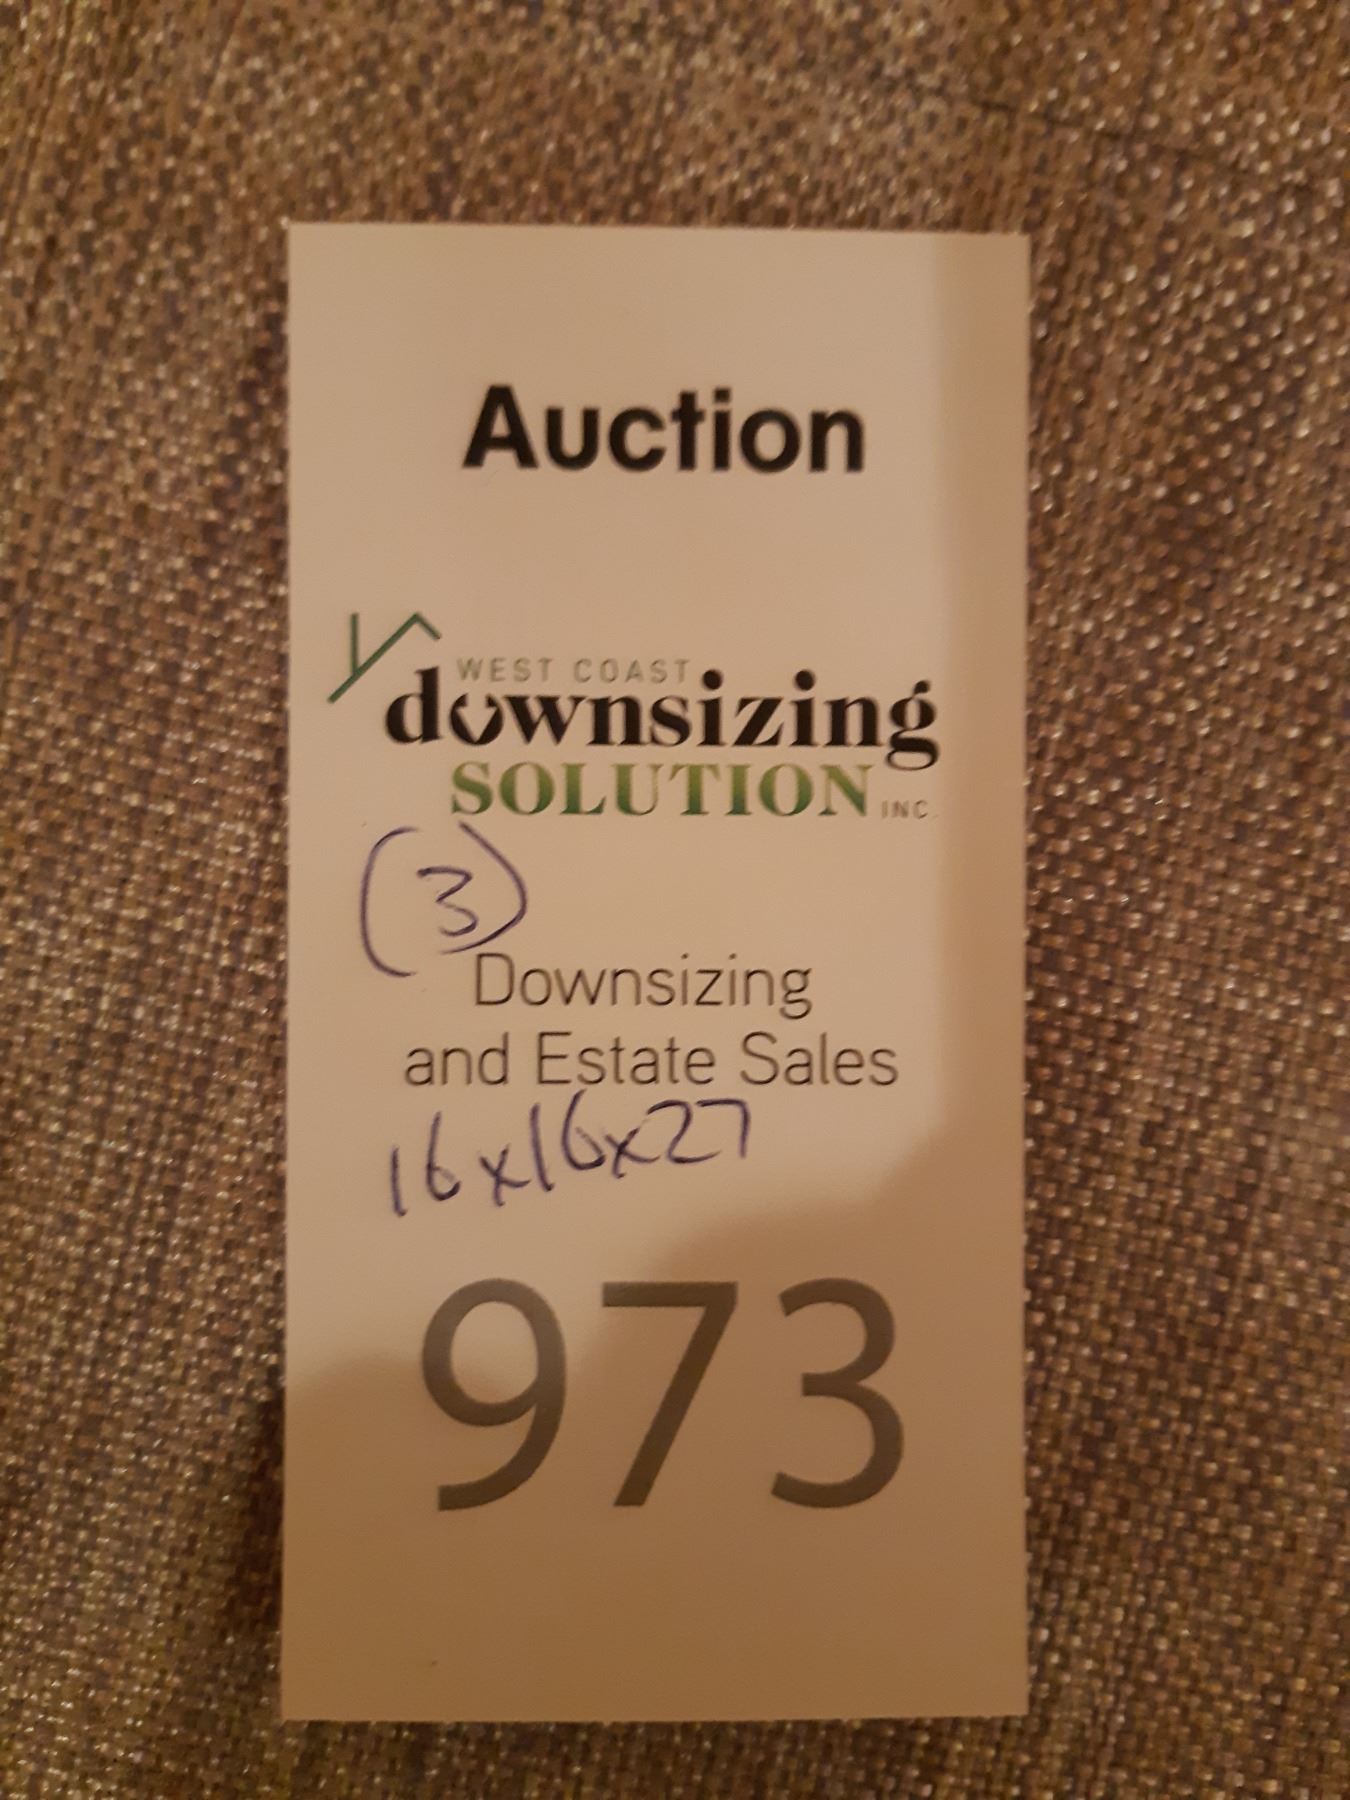 Auction
WEST COAST
downsizing
SOLUTION INC.
(3)
Downsizing
and Estate Sales
16x16x27
973